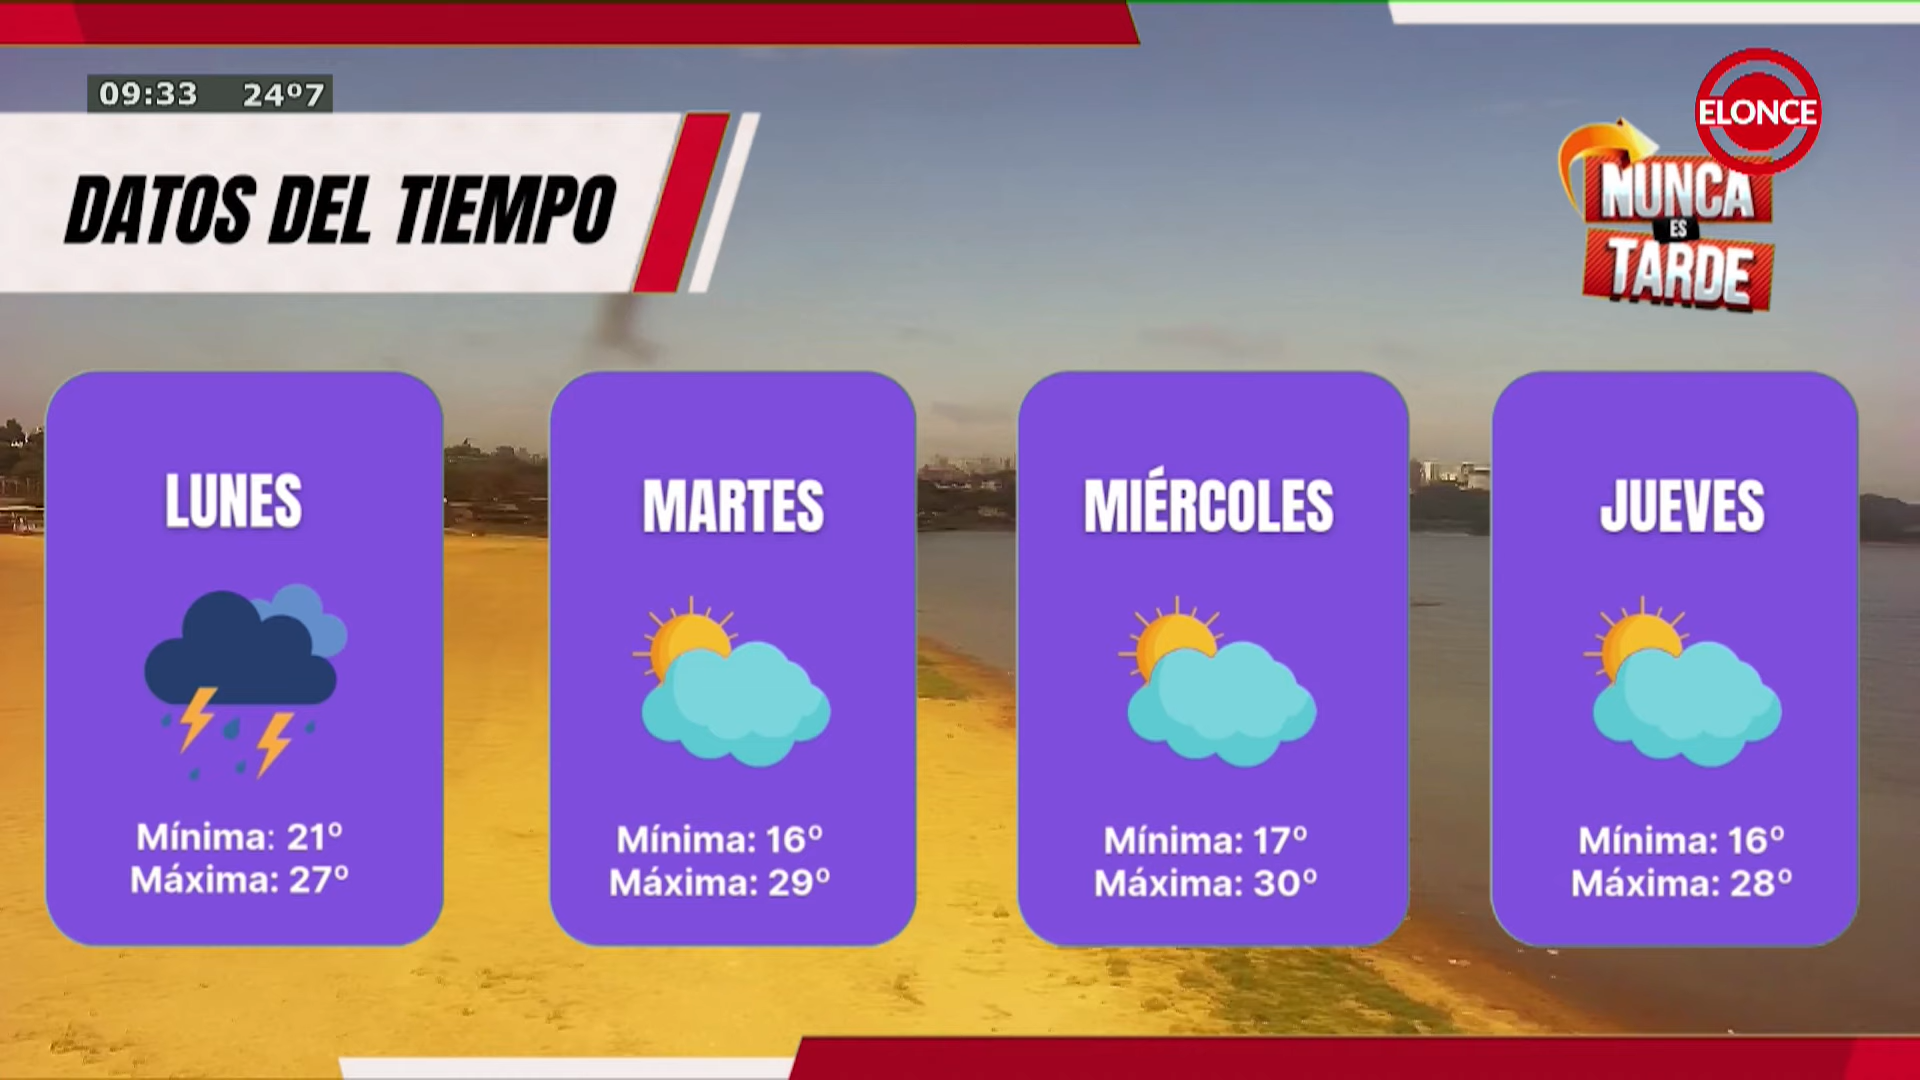 09:33 24º7
ELONCE
DATOS DEL TIEMPO
NUNCA
ES
TARDE
LUNES
Mínima: 21º
Máxima: 27º
MARTES
Mínima: 16º
Máxima: 29º
MIÉRCOLES
Mínima: 17º
Máxima: 30º
JUEVES
Mínima: 16º
Máxima: 28º